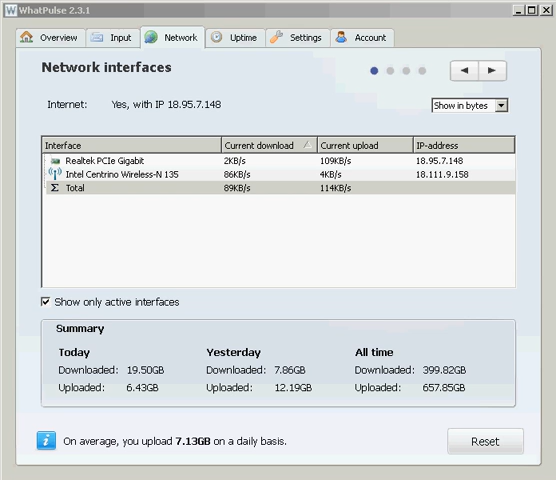 WhatPulse 2.3.1
Overview Input Network Uptime Settings Account
Network interfaces
Internet: Yes, with IP 18.95.7.148 Show in bytes
Interface Current download Current upload IP-address
Realtek PCIe Gigabit 2KB/s 109KB/s 18.95.7.148
Intel Centrino Wireless-N 135 86KB/s 4KB/s 18.111.9.158
Σ Total 89KB/s 114KB/s
Show only active interfaces
Summary
Today Yesterday All time
Downloaded: 19.50GB Downloaded: 7.86GB Downloaded: 399.82GB
Uploaded: 6.43GB Uploaded: 12.19GB Uploaded: 657.85GB
On average, you upload 7.13GB on a daily basis. Reset